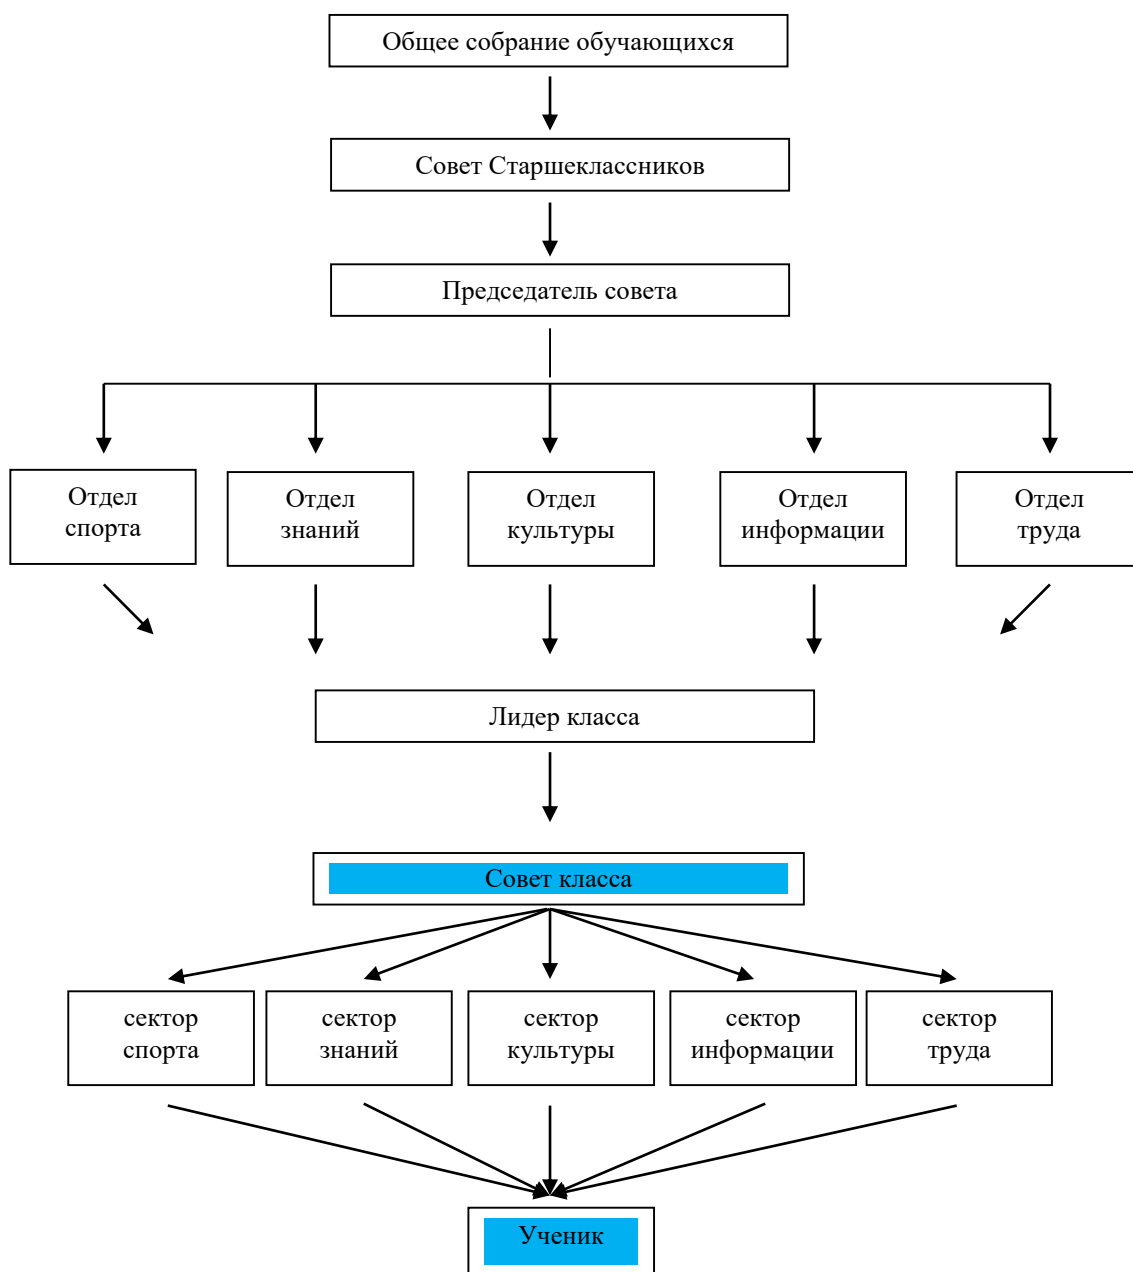 Общее собрание обучающихся
Совет Старшеклассников
Председатель совета
Отдел
спорта
Отдел
знаний
Отдел
культуры
Отдел
информации
Отдел
труда
Лидер класса
Совет класса
сектор
спорта
сектор
знаний
сектор
культуры
сектор
информации
сектор
труда
Ученик